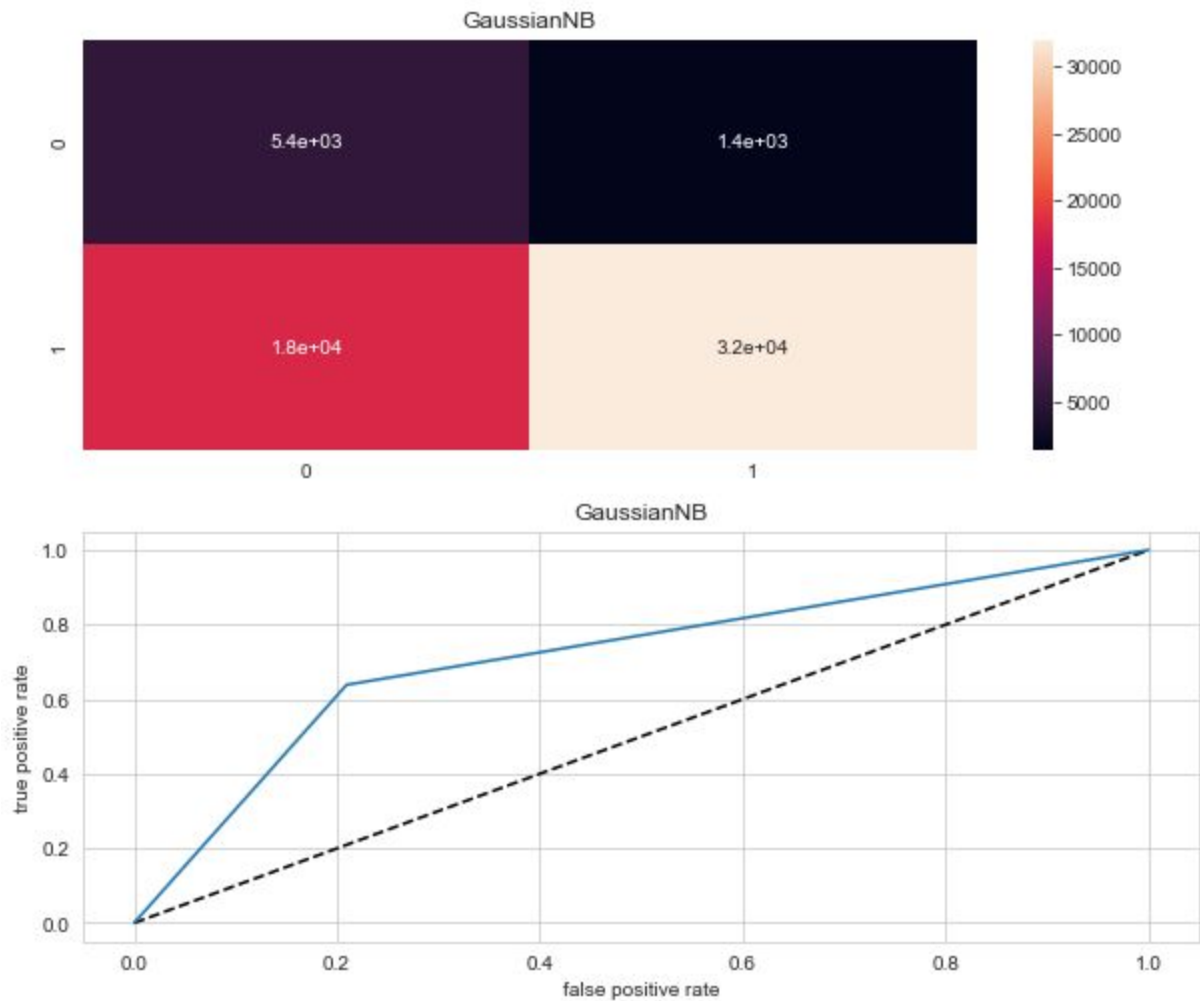 GaussianNB
0
5.4e+03
1.4e+03
1
1.8e+04
3.2e+04
0
1
30000
25000
20000
15000
10000
5000
GaussianNB
true positive rate
1.0
0.8
0.6
0.4
0.2
0.0
0.0
0.2
0.4
0.6
0.8
1.0
false positive rate